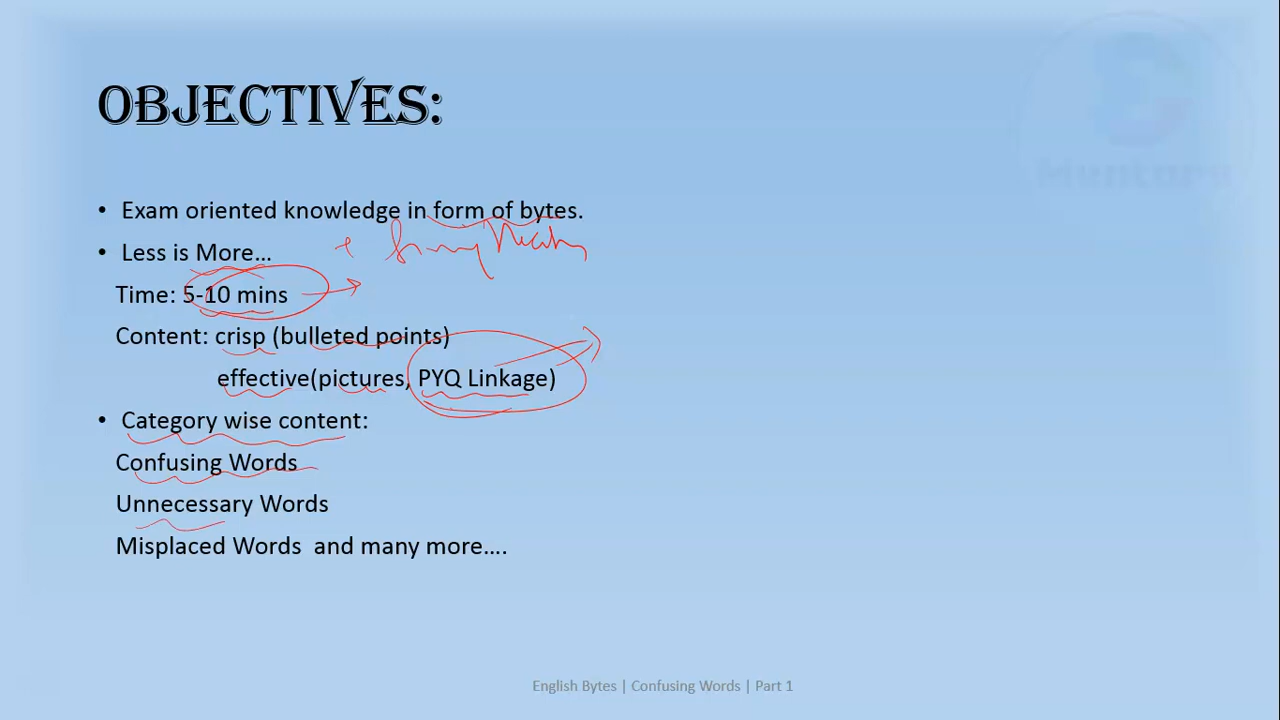 OBJECTIVES:
• Exam oriented knowledge in form of bytes.
• Less is More...
Time: 5-10 mins
Content: crisp (bulleted points)
effective(pictures, PYQ Linkage)
• Category wise content:
Confusing Words
Unnecessary Words
Misplaced Words and many more....
English Bytes | Confusing Words | Part 1